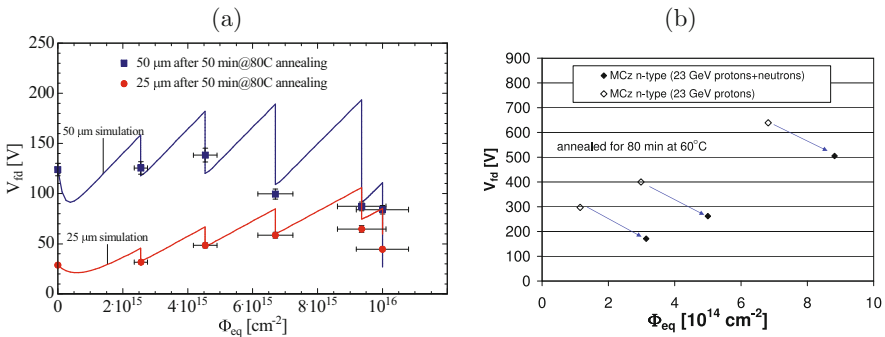 (a)
250
200
150
100
50
0
V_fd [V]
50 μm after 50 min@80C annealing
25 μm after 50 min@80C annealing
50 μm simulation
25 μm simulation
0 2·10^15 4·10^15 6·10^15 8·10^15 10^16
Φ_eq [cm^-2]
(b)
900
800
700
600
500
400
300
200
100
0
V_fd [V]
MCz n-type (23 GeV protons+neutrons)
MCz n-type (23 GeV protons)
annealed for 80 min at 60°C
0 2 4 6 8 10
Φ_eq [10^14 cm^-2]